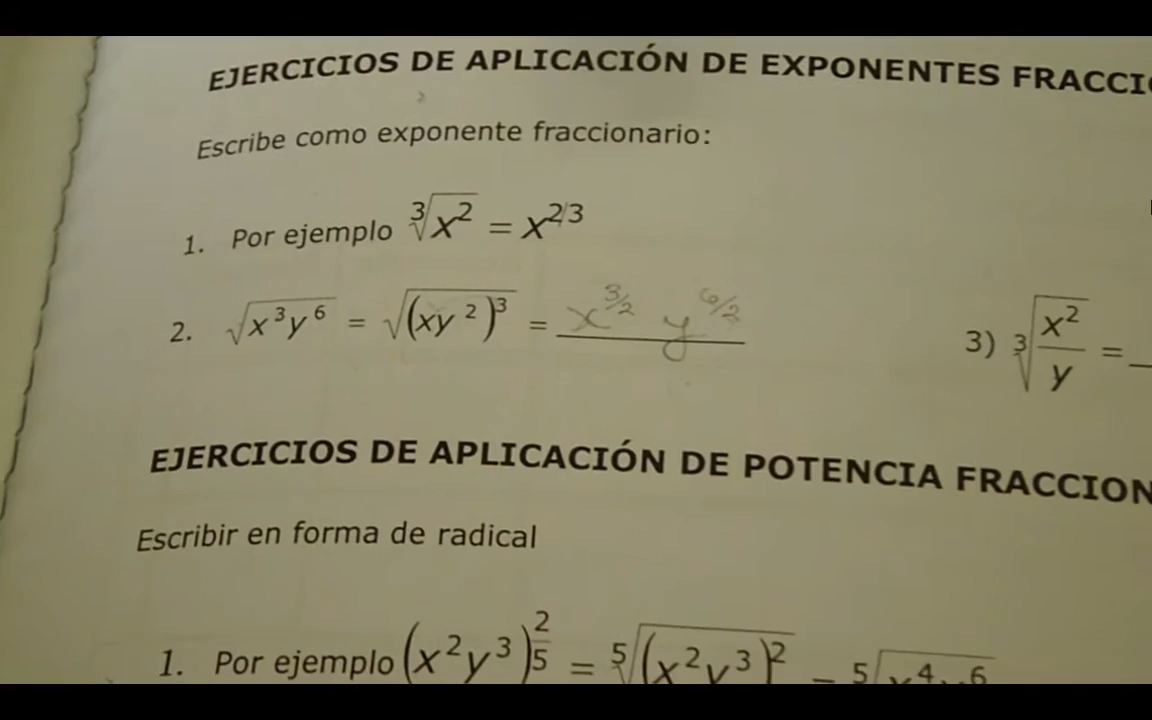 EJERCICIOS DE APLICACIÓN DE EXPONENTES FRACCI
Escribe como exponente fraccionario:
1. Por ejemplo ∛(x²) = x^2/3
2. √(x³y⁶) = √((xy²)³) = x^3/2 y^6/2
3) ∛(x²/y) = _
EJERCICIOS DE APLICACIÓN DE POTENCIA FRACCION
Escribir en forma de radical
1. Por ejemplo (x²y³)^2/5 = ⁵√((x²y³)²) =